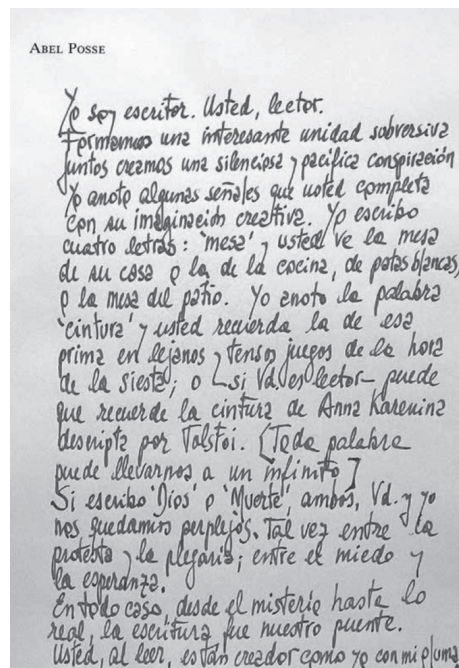 ABEL POSSE
Yo soy escritor. Usted, lector.
Formamos una interesante unidad subversiva
juntos creamos una silenciosa y pacífica conspiración
Yo anoto algunas señales que usted completa
con su imaginación creativa. Yo escribo
cuatro letras: 'mesa' y usted ve la mesa
de su casa o la de la cocina, de patas blancas,
o la mesa del patio. Yo anoto la palabra
'cintura' y usted recuerda la de esa
prima en lejanos y tensos juegos de la hora
de la siesta; o –si Vd. es lector– puede
que recuerde la cintura de Anna Karenina
descripta por Tolstoi. [Toda palabra
puede llevarnos a un infinito]
Si escribo 'Dios' o 'Muerte', ambos, Vd. y yo
nos quedamos perplejos. Tal vez entre la
protesta y la plegaria; entre el miedo y
la esperanza.
En todo caso, desde el misterio hasta lo
real, la escritura fue nuestro puente.
Usted, al leer, es tan creador como yo con mi pluma